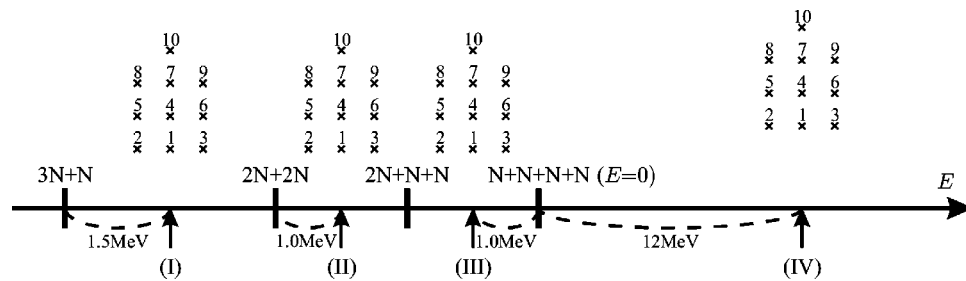 10 10 10 10
8 7 9 8 7 9 8 7 9 8 7 9
5 4 6 5 4 6 5 4 6 5 4 6
2 1 3 2 1 3 2 1 3 2 1 3
3N+N 2N+2N 2N+N+N N+N+N+N (E=0) E
1.5MeV 1.0MeV 1.0MeV 12MeV
(I) (II) (III) (IV)